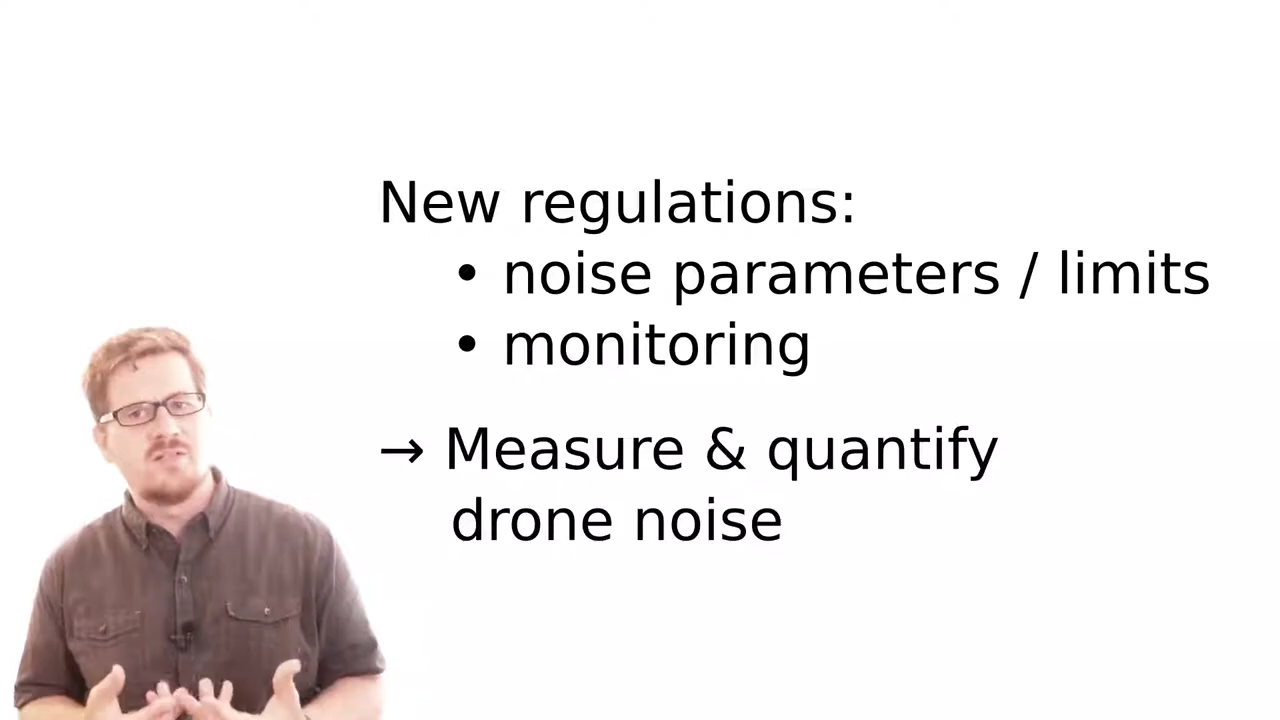 New regulations:
• noise parameters / limits
• monitoring
→ Measure & quantify
drone noise